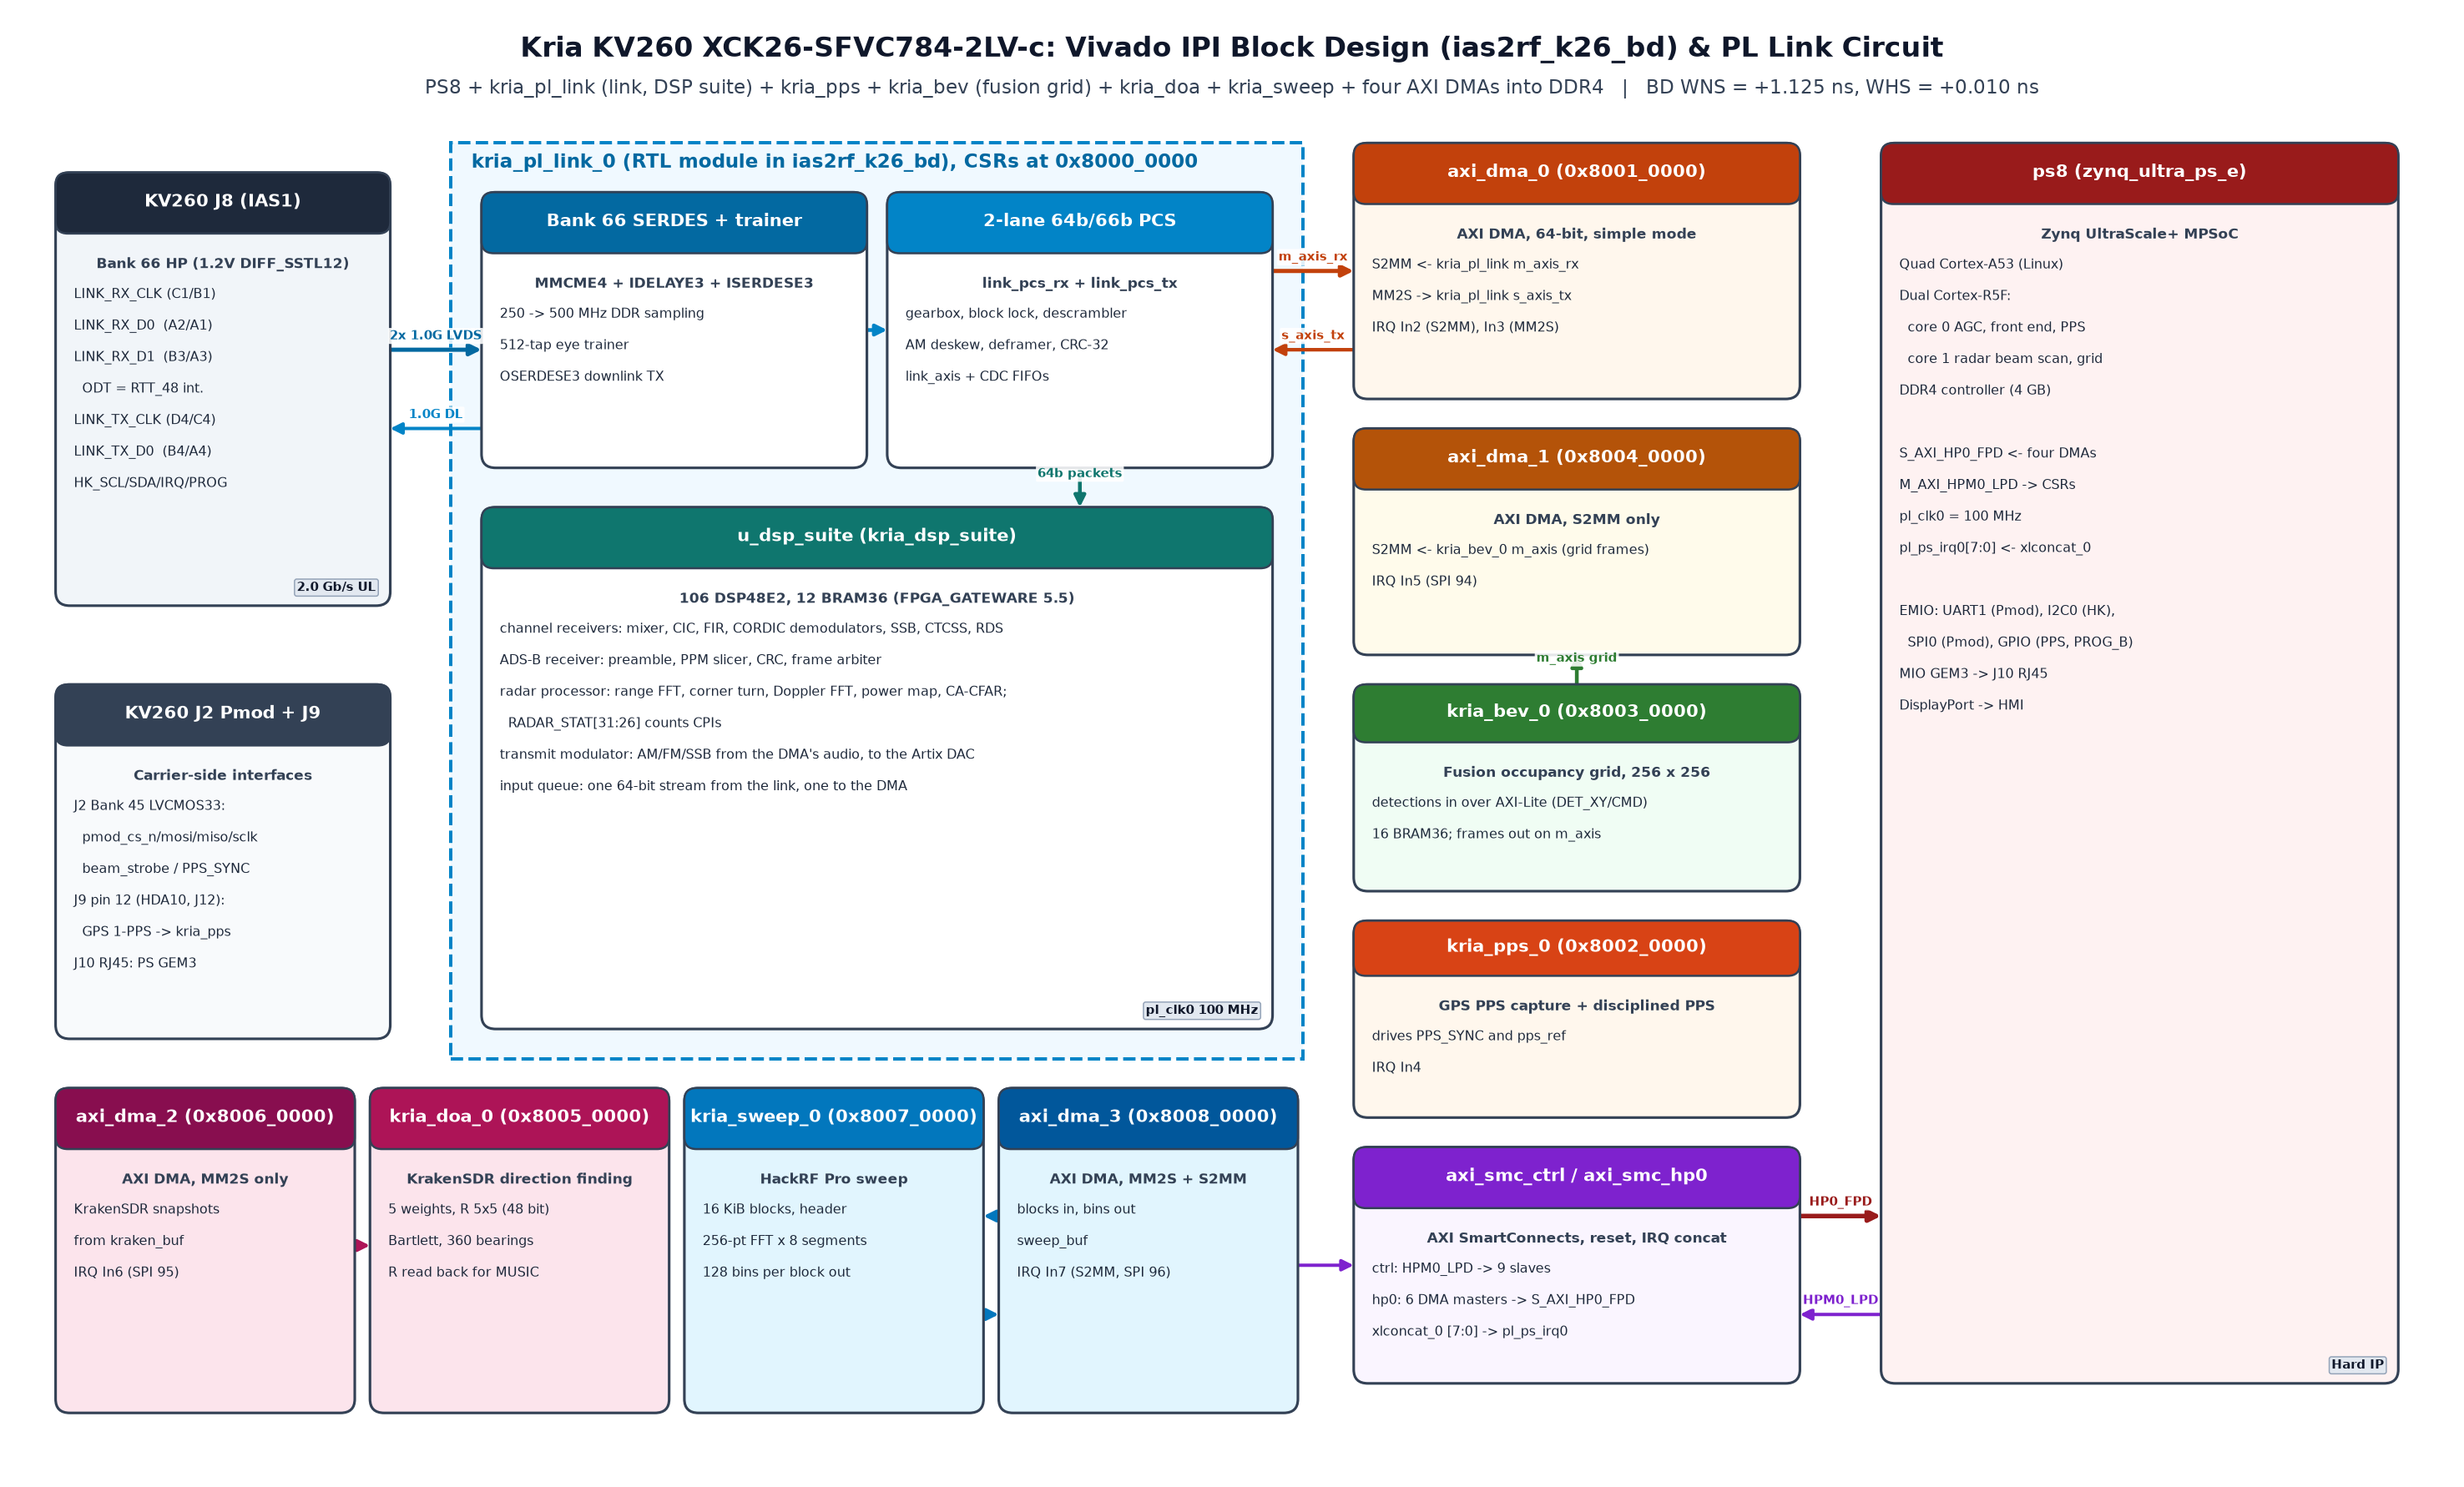 Kria KV260 XCK26-SFVC784-2LV-c: Vivado IPI Block Design (ias2rf_k26_bd) & PL Link Circuit
PS8 + kria_pl_link (link, DSP suite) + kria_pps + kria_bev (fusion grid) + kria_doa + kria_sweep + four AXI DMAs into DDR4 | BD WNS = +1.125 ns, WHS = +0.010 ns
KV260 J8 (IAS1)
Bank 66 HP (1.2V DIFF_SSTL12)
LINK_RX_CLK (C1/B1)
LINK_RX_D0 (A2/A1)
LINK_RX_D1 (B3/A3)
ODT = RTT_48 int.
LINK_TX_CLK (D4/C4)
LINK_TX_D0 (B4/A4)
HK_SCL/SDA/IRQ/PROG
2.0 Gb/s UL
2x 1.0G LVDS
1.0G DL
KV260 J2 Pmod + J9
Carrier-side interfaces
J2 Bank 45 LVCMOS33:
pmod_cs_n/mosi/miso/sclk
beam_strobe / PPS_SYNC
J9 pin 12 (HDA10, J12):
GPS 1-PPS -> kria_pps
J10 RJ45: PS GEM3
kria_pl_link_0 (RTL module in ias2rf_k26_bd), CSRs at 0x8000_0000
Bank 66 SERDES + trainer
MMCME4 + IDELAYE3 + ISERDESE3
250 -> 500 MHz DDR sampling
512-tap eye trainer
OSERDESE3 downlink TX
2-lane 64b/66b PCS
link_pcs_rx + link_pcs_tx
gearbox, block lock, descrambler
AM deskew, deframer, CRC-32
link_axis + CDC FIFOs
64b packets
u_dsp_suite (kria_dsp_suite)
106 DSP48E2, 12 BRAM36 (FPGA_GATEWARE 5.5)
channel receivers: mixer, CIC, FIR, CORDIC demodulators, SSB, CTCSS, RDS
ADS-B receiver: preamble, PPM slicer, CRC, frame arbiter
radar processor: range FFT, corner turn, Doppler FFT, power map, CA-CFAR;
RADAR_STAT[31:26] counts CPIs
transmit modulator: AM/FM/SSB from the DMA's audio, to the Artix DAC
input queue: one 64-bit stream from the link, one to the DMA
pl_clk0 100 MHz
m_axis_rx
s_axis_tx
axi_dma_0 (0x8001_0000)
AXI DMA, 64-bit, simple mode
S2MM <- kria_pl_link m_axis_rx
MM2S -> kria_pl_link s_axis_tx
IRQ In2 (S2MM), In3 (MM2S)
axi_dma_1 (0x8004_0000)
AXI DMA, S2MM only
S2MM <- kria_bev_0 m_axis (grid frames)
IRQ In5 (SPI 94)
m_axis grid
kria_bev_0 (0x8003_0000)
Fusion occupancy grid, 256 x 256
detections in over AXI-Lite (DET_XY/CMD)
16 BRAM36; frames out on m_axis
kria_pps_0 (0x8002_0000)
GPS PPS capture + disciplined PPS
drives PPS_SYNC and pps_ref
IRQ In4
axi_smc_ctrl / axi_smc_hp0
AXI SmartConnects, reset, IRQ concat
ctrl: HPM0_LPD -> 9 slaves
hp0: 6 DMA masters -> S_AXI_HP0_FPD
xlconcat_0 [7:0] -> pl_ps_irq0
HP0_FPD
HPM0_LPD
ps8 (zynq_ultra_ps_e)
Zynq UltraScale+ MPSoC
Quad Cortex-A53 (Linux)
Dual Cortex-R5F:
core 0 AGC, front end, PPS
core 1 radar beam scan, grid
DDR4 controller (4 GB)
S_AXI_HP0_FPD <- four DMAs
M_AXI_HPM0_LPD -> CSRs
pl_clk0 = 100 MHz
pl_ps_irq0[7:0] <- xlconcat_0
EMIO: UART1 (Pmod), I2C0 (HK),
SPI0 (Pmod), GPIO (PPS, PROG_B)
MIO GEM3 -> J10 RJ45
DisplayPort -> HMI
Hard IP
axi_dma_2 (0x8006_0000)
AXI DMA, MM2S only
KrakenSDR snapshots
from kraken_buf
IRQ In6 (SPI 95)
kria_doa_0 (0x8005_0000)
KrakenSDR direction finding
5 weights, R 5x5 (48 bit)
Bartlett, 360 bearings
R read back for MUSIC
kria_sweep_0 (0x8007_0000)
HackRF Pro sweep
16 KiB blocks, header
256-pt FFT x 8 segments
128 bins per block out
axi_dma_3 (0x8008_0000)
AXI DMA, MM2S + S2MM
blocks in, bins out
sweep_buf
IRQ In7 (S2MM, SPI 96)